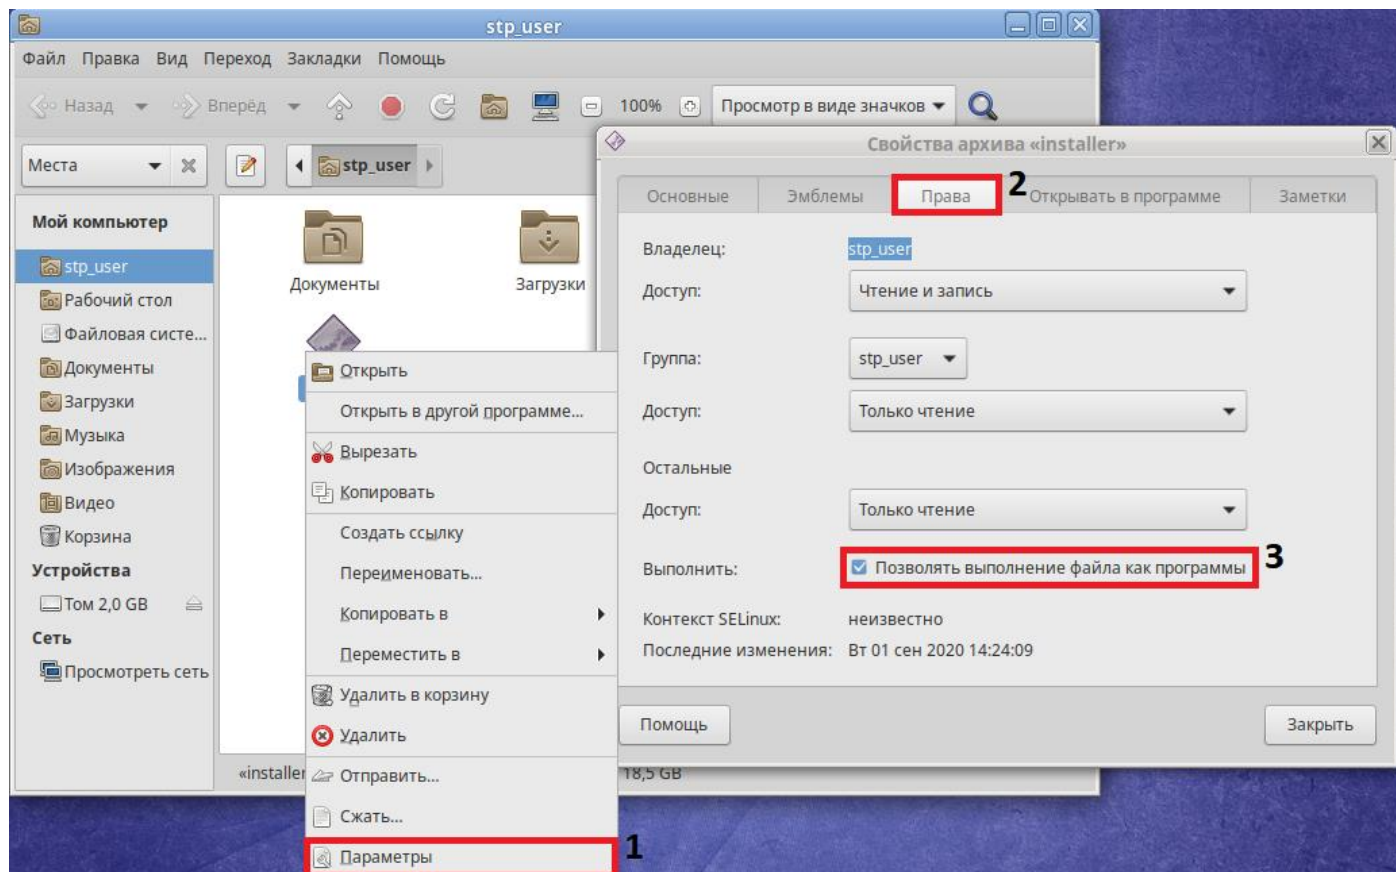 stp_user
Файл Правка Вид Переход Закладки Помощь
Назад Вперёд 100% Просмотр в виде значков
Места stp_user
Мой компьютер
stp_user
Рабочий стол
Файловая систе...
Документы
Загрузки
Музыка
Изображения
Видео
Корзина
Устройства
Том 2,0 GB
Сеть
Просмотреть сеть
Документы
Загрузки
«installer
18,5 GB
Открыть
Открыть в другой программе...
Вырезать
Копировать
Создать ссылку
Переименовать...
Копировать в
Переместить в
Удалить в корзину
Удалить
Отправить...
Сжать...
Параметры 1
Свойства архива «installer»
Основные Эмблемы Права 2 Открывать в программе Заметки
Владелец: stp_user
Доступ: Чтение и запись
Группа: stp_user
Доступ: Только чтение
Остальные
Доступ: Только чтение
Выполнить: Позволять выполнение файла как программы 3
Контекст SELinux: неизвестно
Последние изменения: Вт 01 сен 2020 14:24:09
Помощь Закрыть